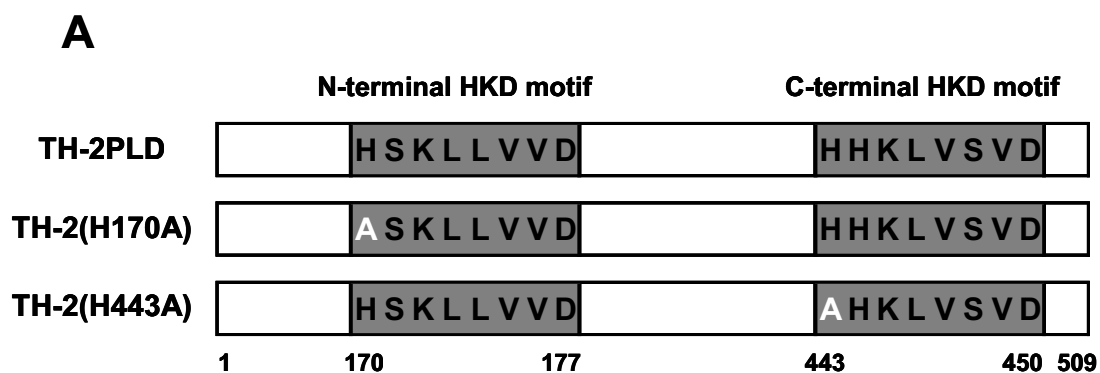 A
N-terminal HKD motif C-terminal HKD motif
TH-2PLD H S K L L V V D H H K L V S V D
TH-2(H170A) A S K L L V V D H H K L V S V D
TH-2(H443A) H S K L L V V D A H K L V S V D
1 170 177 443 450 509